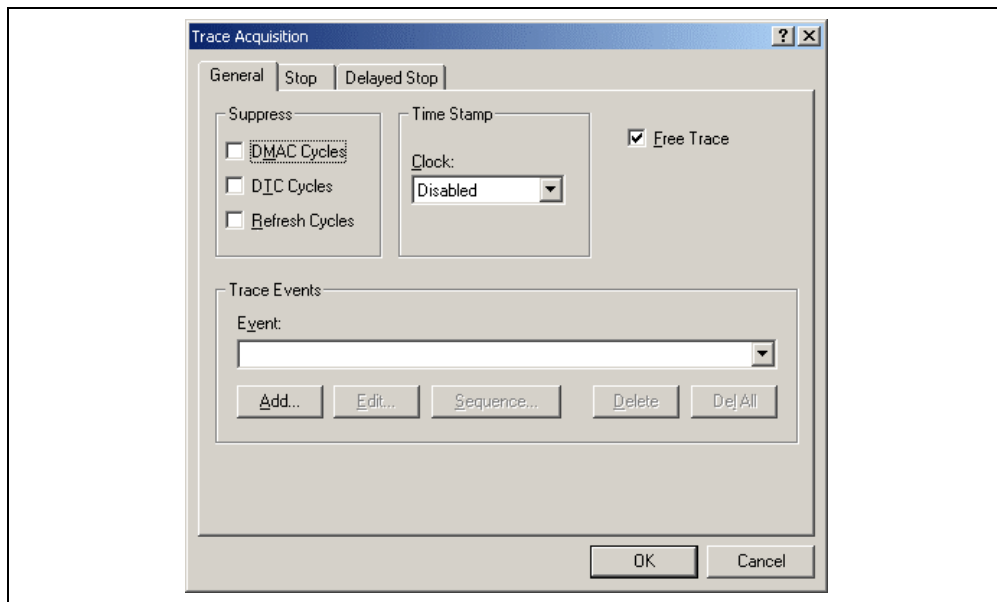 Trace Acquisition
General Stop Delayed Stop
Suppress
DMAC Cycles
DTC Cycles
Refresh Cycles
Time Stamp
Clock:
Disabled
Free Trace
Trace Events
Event:
Add... Edit... Sequence... Delete Del All
OK Cancel